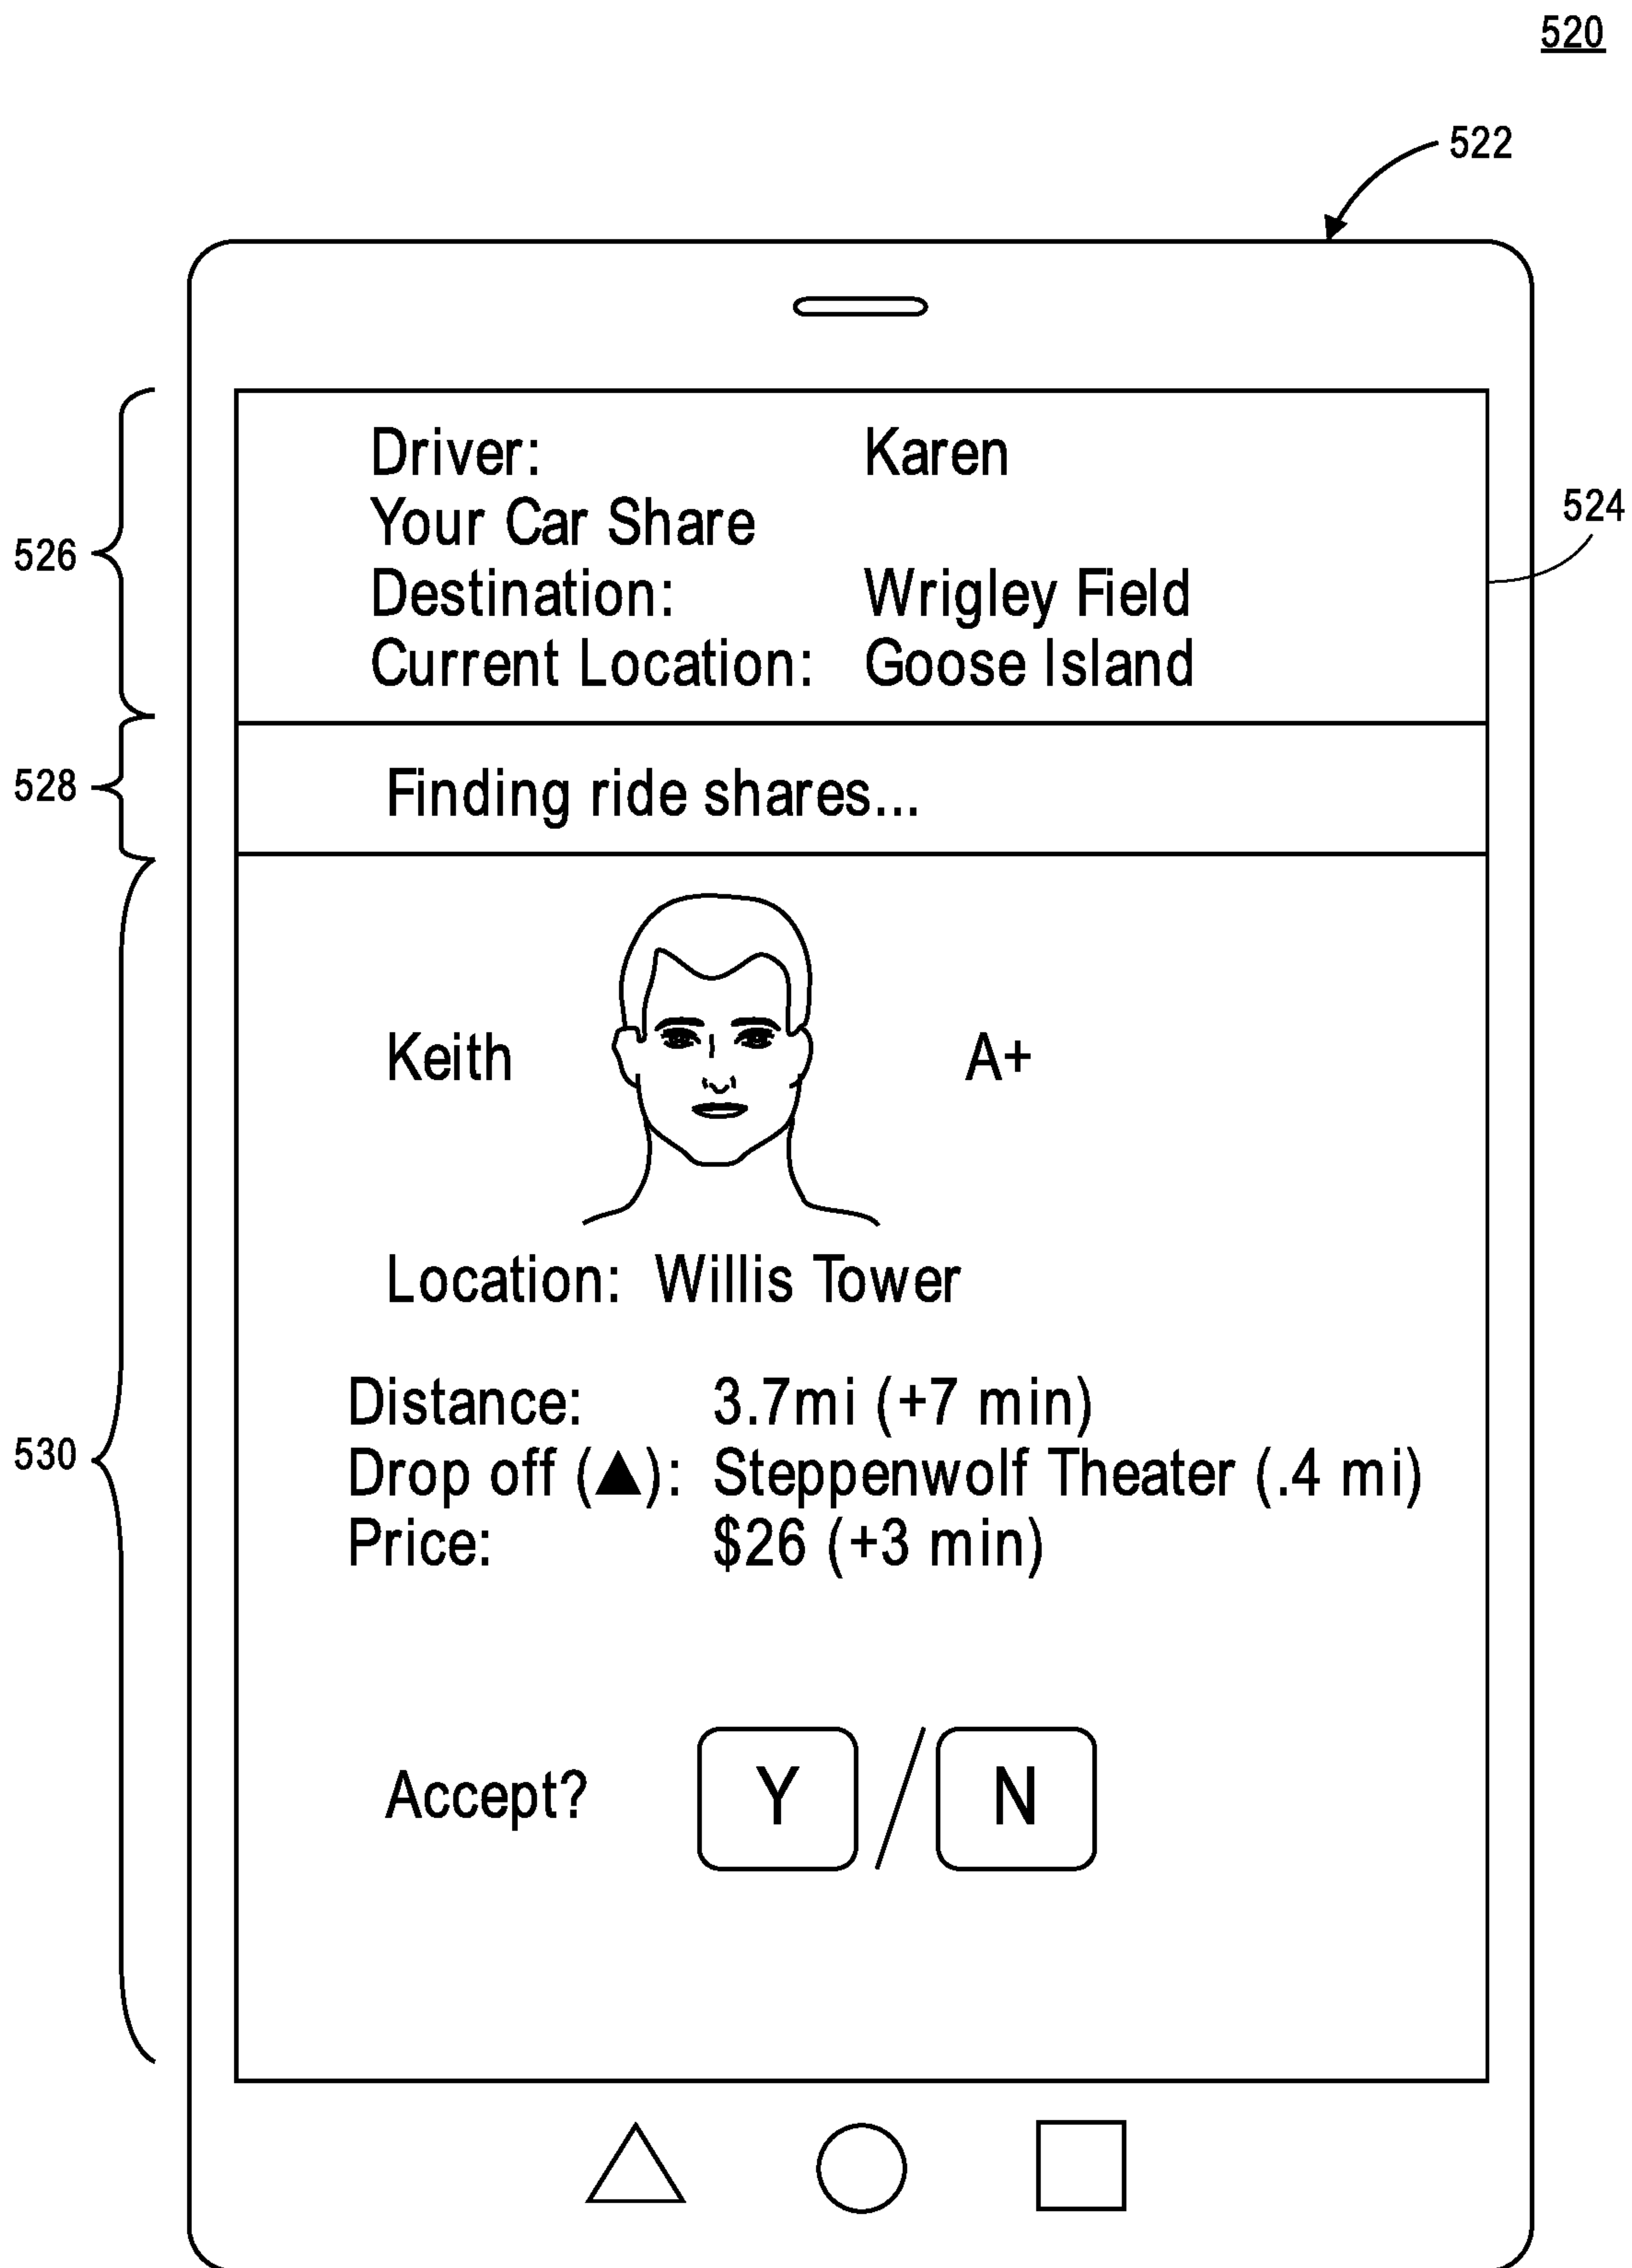 520
522
Driver: Karen
Your Car Share
524
526
Destination: Wrigley Field
Current Location: Goose Island
528
Finding ride shares...
Keith A+
Location: Willis Tower
Distance: 3.7mi (+7 min)
530
Drop off (▲): Steppenwolf Theater (.4 mi)
Price: $26 (+3 min)
Accept? Y / N